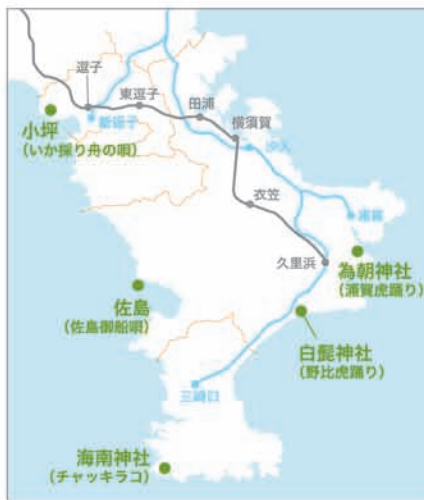 逗子
東逗子
新逗子
田浦
横須賀
汐入
小坪
(いか採り舟の唄)
衣笠
浦賀
久里浜
為朝神社
(浦賀虎踊り)
佐島
(佐島御船唄)
白髭神社
(野比虎踊り)
三崎口
海南神社
(チャッキラコ)